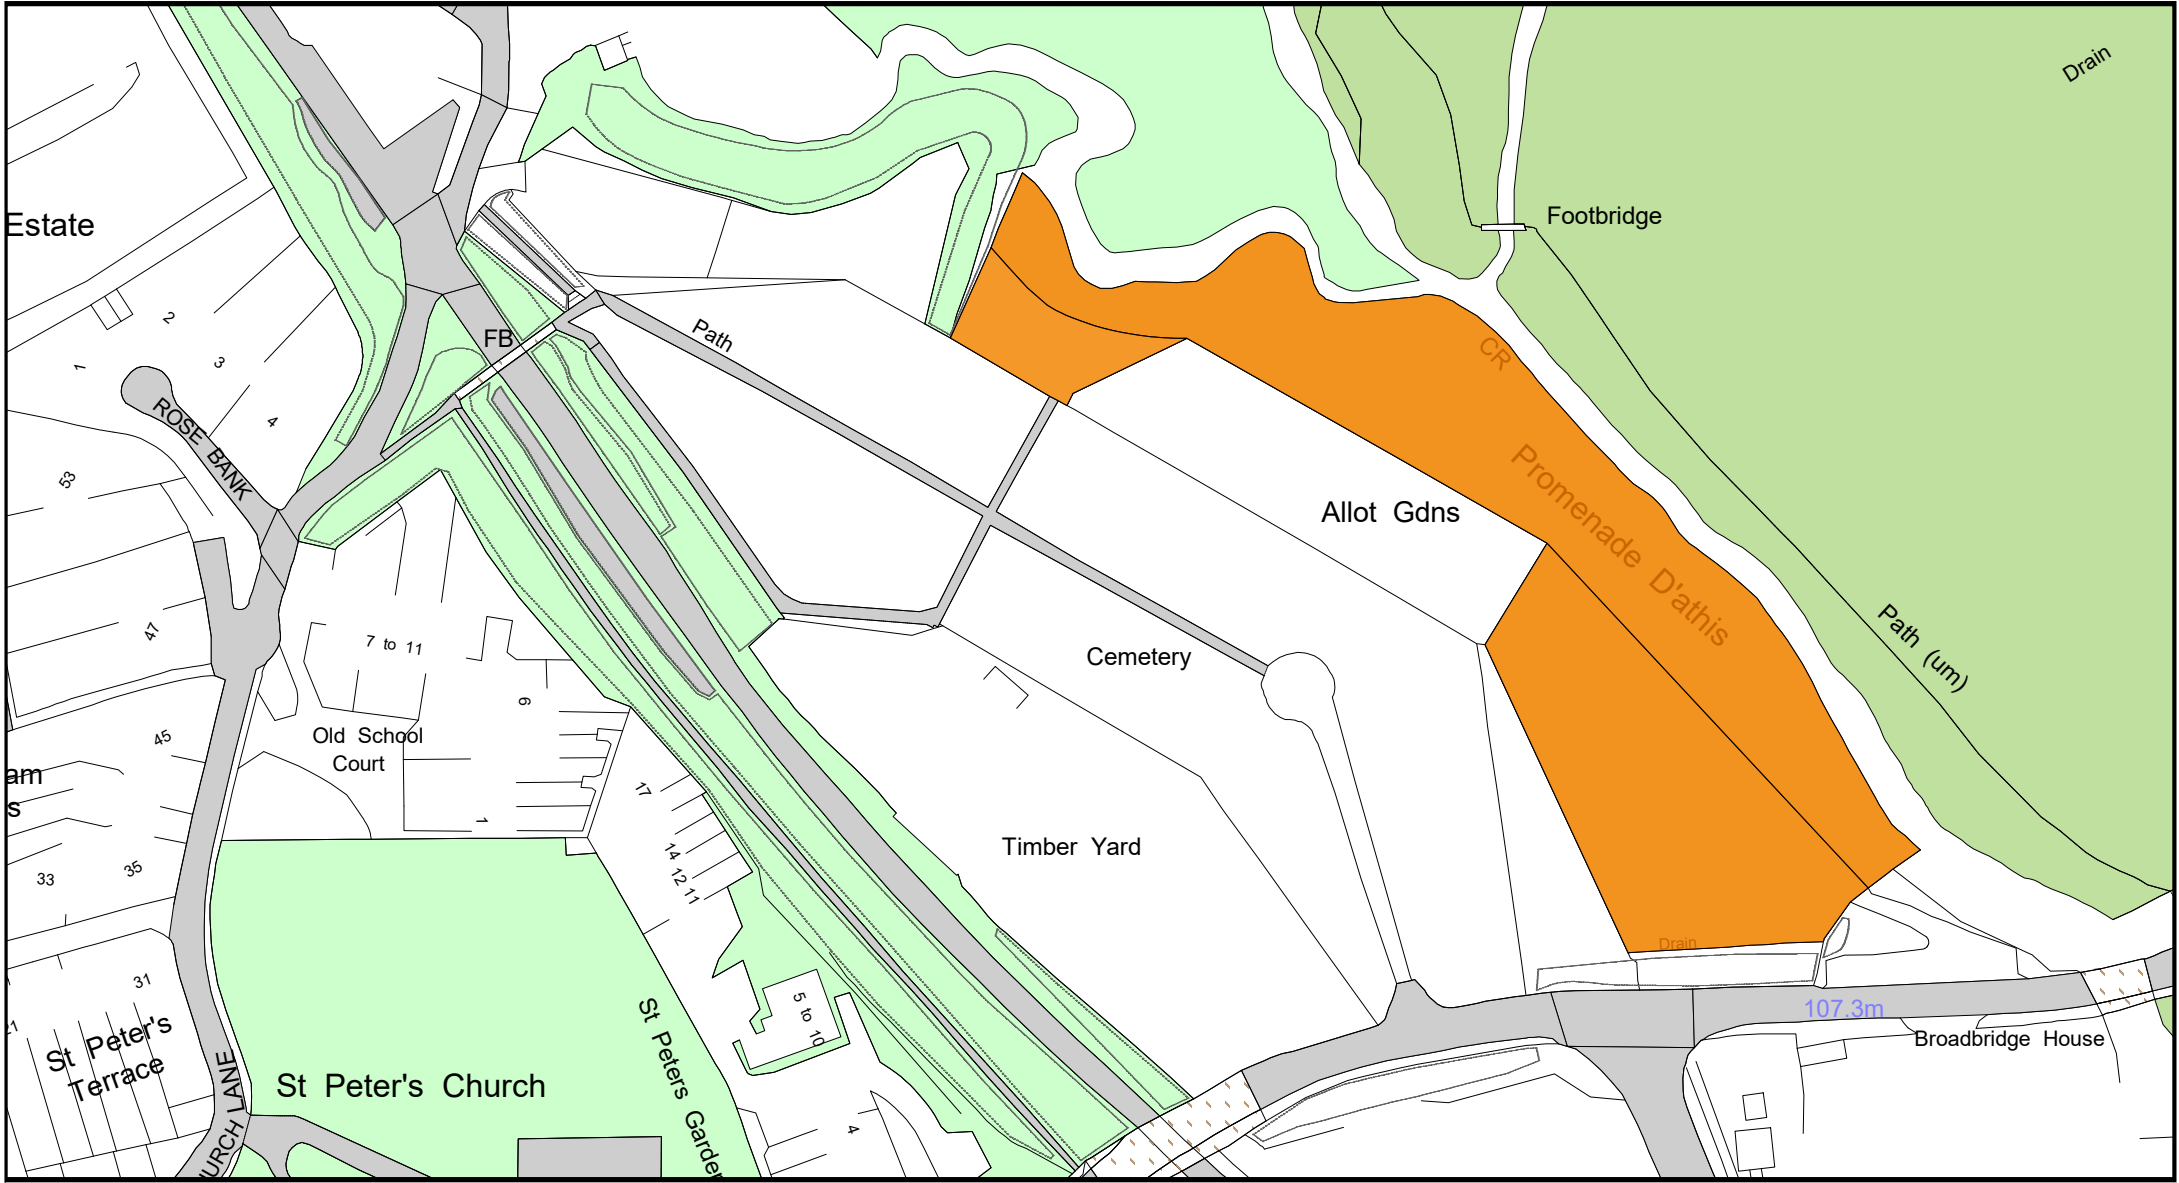 Drain
Estate
Footbridge
2
FB
Path
CR
1
3
4
ROSE BANK
53
Allot Gdns
Promenade D'athis
47
7 to 11
Path (um)
Cemetery
6
45
Old School
Court
am
s
17
1
Timber Yard
14
12
11
33
35
Drain
31
5 to 10
107.3m
21
St Peter's
Terrace
Broadbridge House
St Peter's Church
CHURCH LANE
St Peters Garden
4